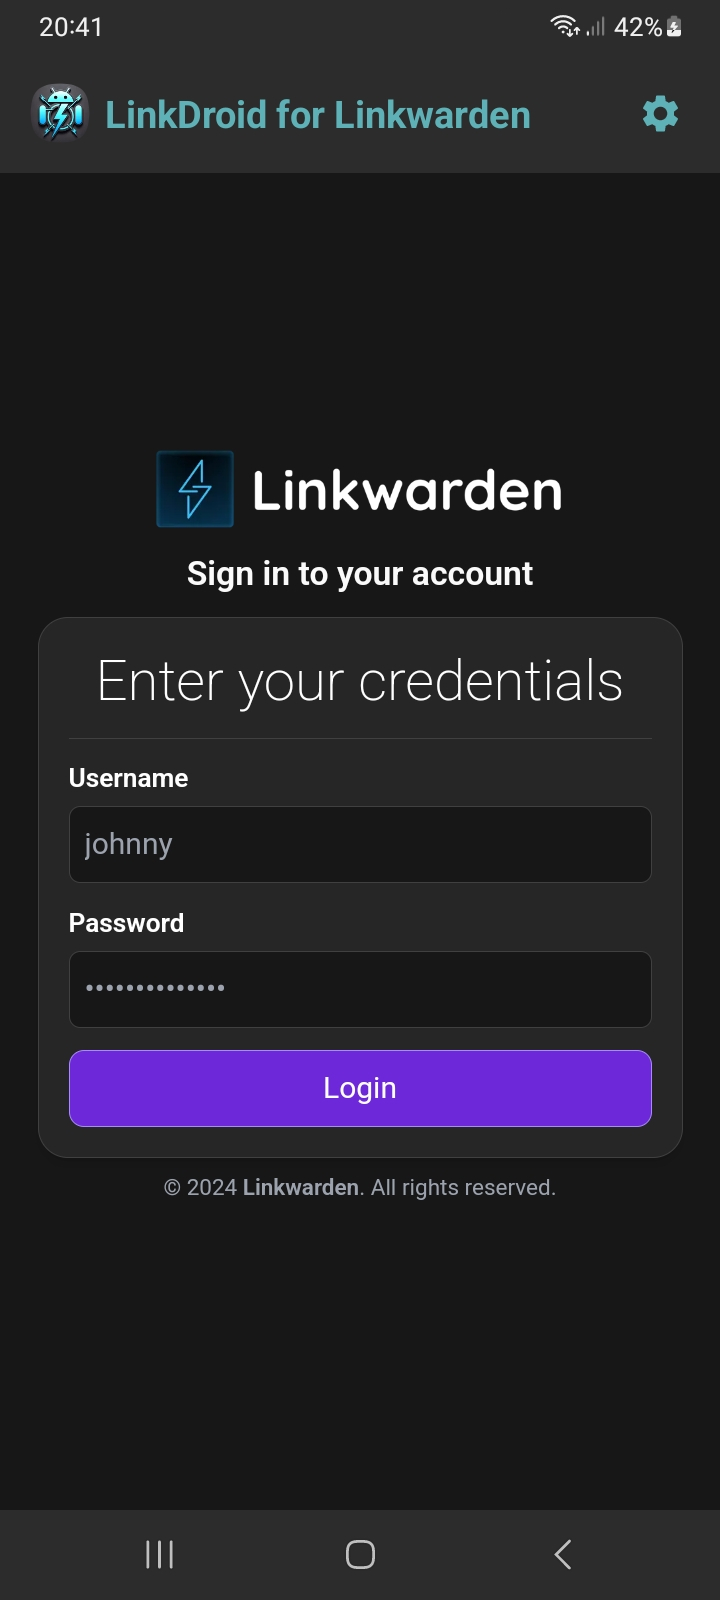 20:41
42%
LinkDroid for Linkwarden
Linkwarden
Sign in to your account
Enter your credentials
Username
johnny
Password
••••••••••••••
Login
© 2024 Linkwarden. All rights reserved.